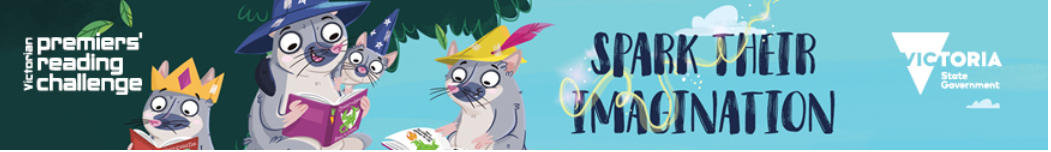 Victorian
premiers'
reading
challenge
SPARK THEIR
IMAGINATION
VICTORIA
State
Government